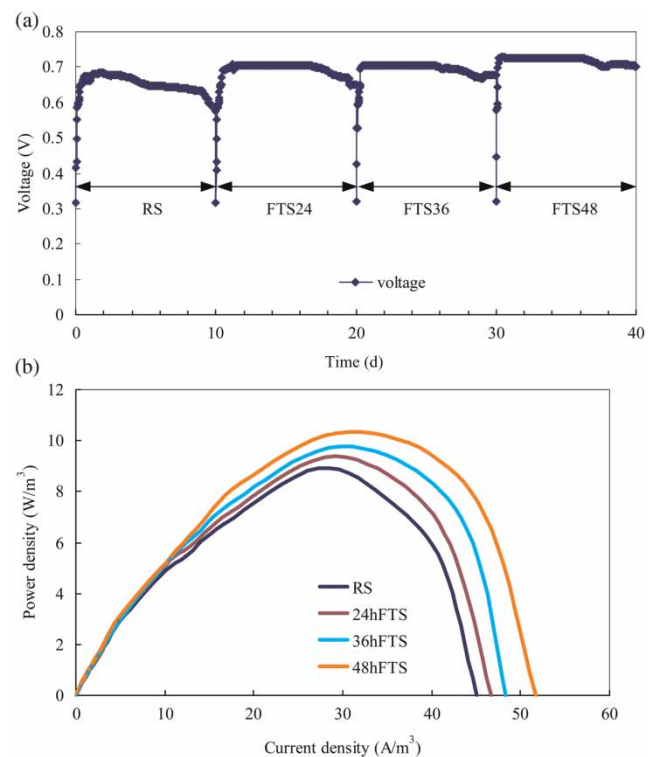 (a)
0.8
0.7
0.6
0.5
0.4
0.3
0.2
0.1
0
Voltage (V)
RS
FTS24
FTS36
FTS48
voltage
0
10
20
30
40
Time (d)
(b)
12
10
8
6
4
2
0
Power density (W/m³)
RS
24hFTS
36hFTS
48hFTS
0
10
20
30
40
50
60
Current density (A/m³)